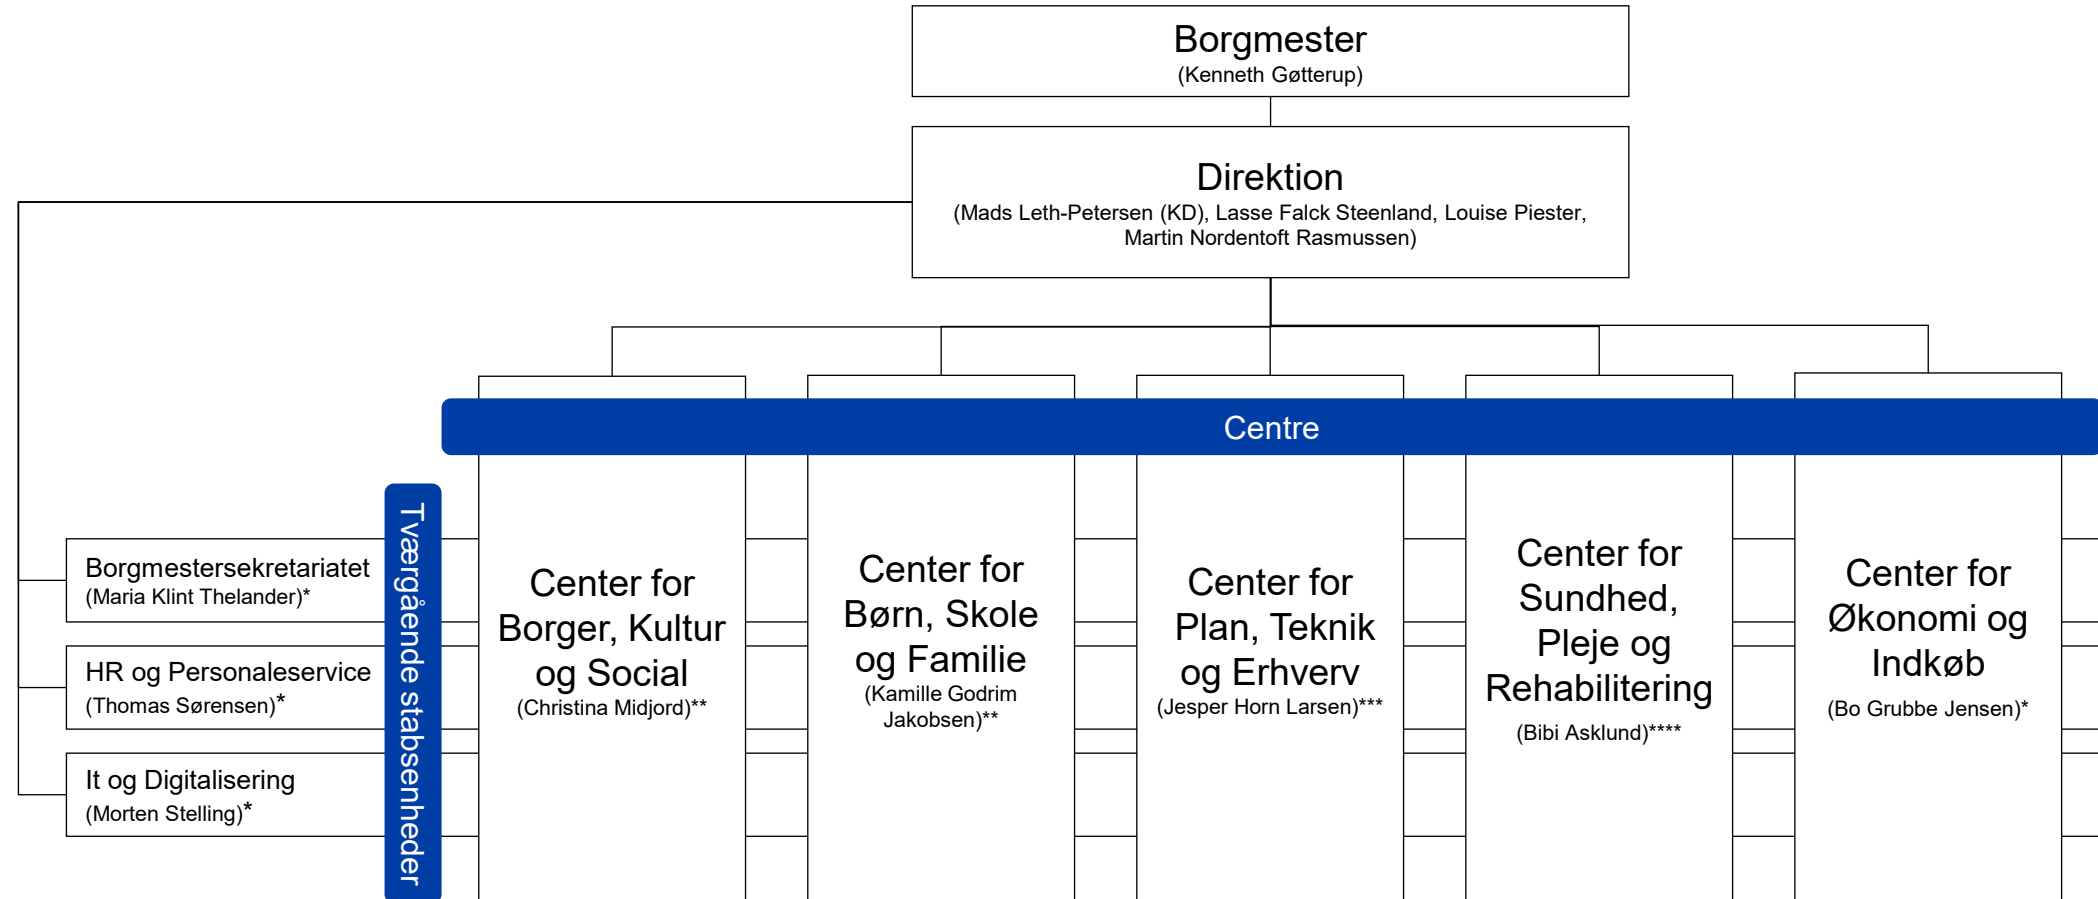 Borgmester
(Kenneth Gøtterup)
Direktion
(Mads Leth-Petersen (KD), Lasse Falck Steenland, Louise Piester,
Martin Nordentoft Rasmussen)
Centre
Tværgående stabsenheder
Borgmestersekretariatet
(Maria Klint Thelander)*
HR og Personaleservice
(Thomas Sørensen)*
It og Digitalisering
(Morten Stelling)*
Center for
Borger, Kultur
og Social
(Christina Midjord)**
Center for
Børn, Skole
og Familie
(Kamille Godrim
Jakobsen)**
Center for
Plan, Teknik
og Erhverv
(Jesper Horn Larsen)***
Center for
Sundhed,
Pleje og
Rehabilitering
(Bibi Asklund)****
Center for
Økonomi og
Indkøb
(Bo Grubbe Jensen)*